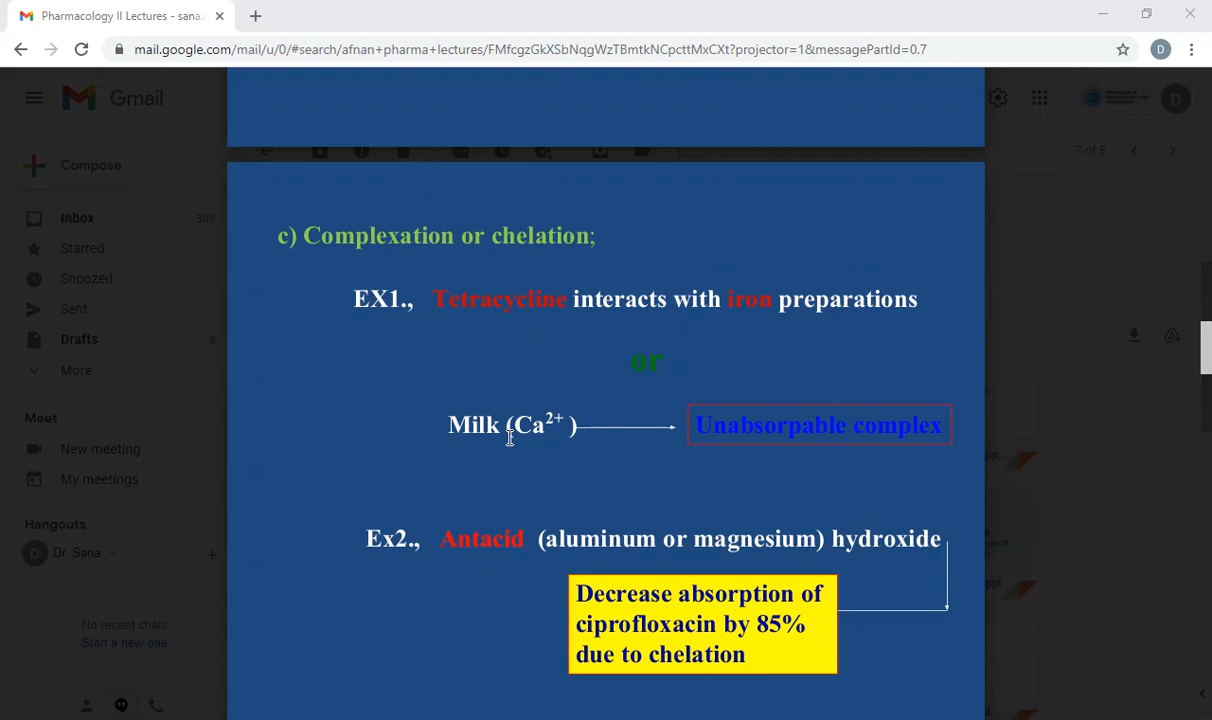 Pharmacology II Lectures - sana.
mail.google.com/mail/u/0/#search/afnan+pharma+lectures/FMfcgzGkXSbNqgWzTBmtkNCpcttMxCXt?projector=1&messagePartId=0.7
D
Gmail
D
Compose
7 of 8
Inbox 309
Starred
Snoozed
Sent
Drafts 8
More
Meet
New meeting
My meetings
Hangouts
D Dr. Sana
No recent chats
Start a new one
c) Complexation or chelation;
EX1., Tetracycline interacts with iron preparations
or
Milk (Ca2+ ) Unabsorpable complex
Ex2., Antacid (aluminum or magnesium) hydroxide
Decrease absorption of
ciprofloxacin by 85%
due to chelation